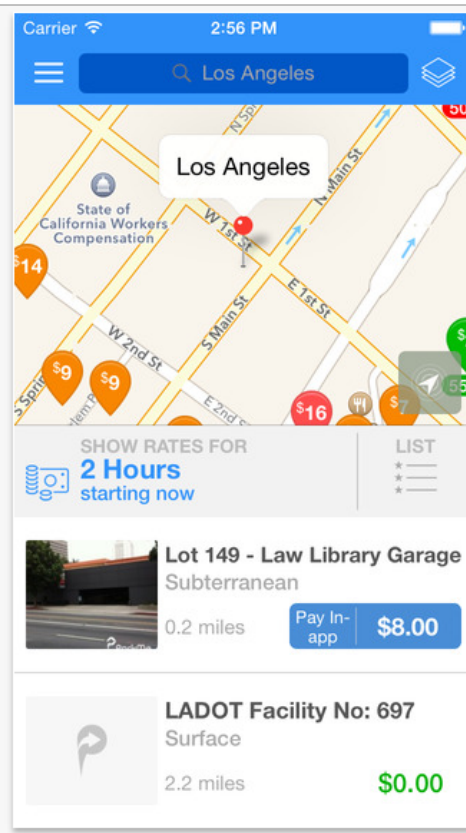 Carrier 2:56 PM
Los Angeles
50
N Spr
N Main St
Los Angeles
State of
California Workers
Compensation
W 1st St
$14
E 1st St
S Main St
W 2nd St
$
$9
$9
55
S Spri
E 2nd S
$16
$7
SHOW RATES FOR
2 Hours
starting now
LIST
Lot 149 - Law Library Garage
Subterranean
0.2 miles
Pay In-
app
$8.00
ParkMe
LADOT Facility No: 697
Surface
2.2 miles
$0.00